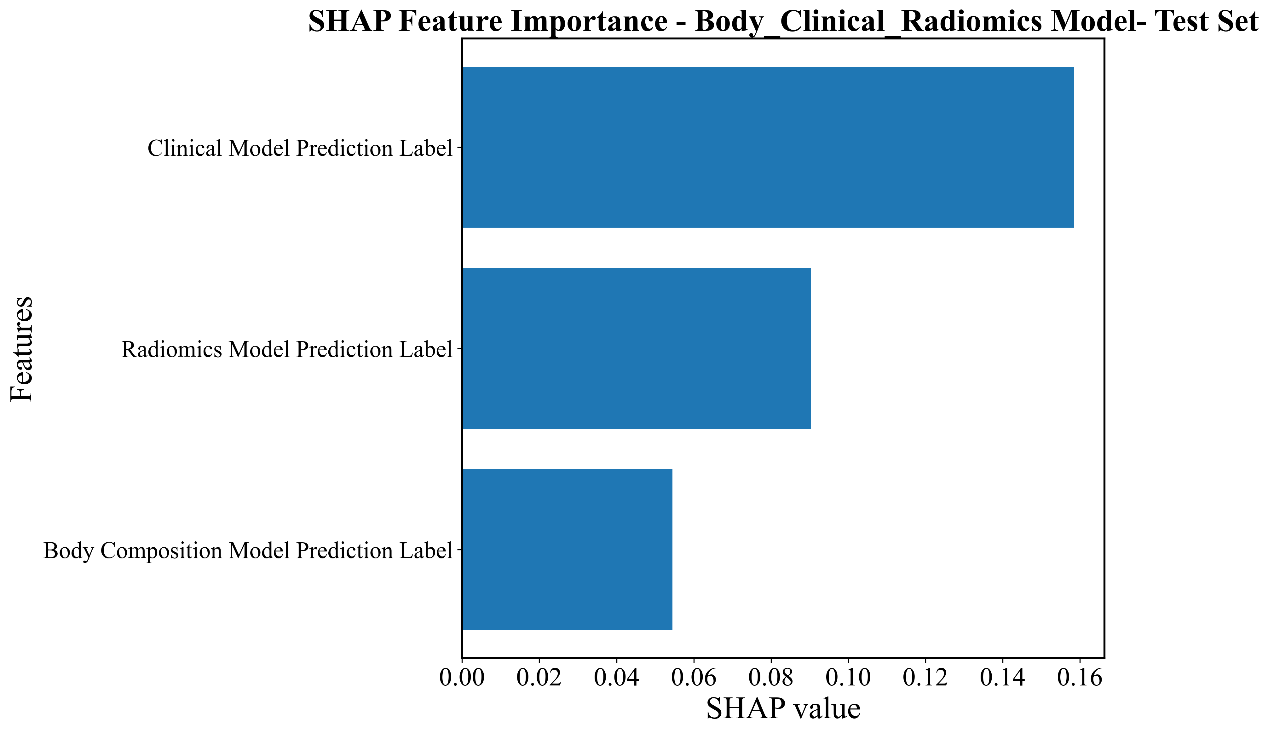 SHAP Feature Importance - Body_Clinical_Radiomics Model- Test Set
Clinical Model Prediction Label
Radiomics Model Prediction Label
Body Composition Model Prediction Label
Features
0.00 0.02 0.04 0.06 0.08 0.10 0.12 0.14 0.16
SHAP value